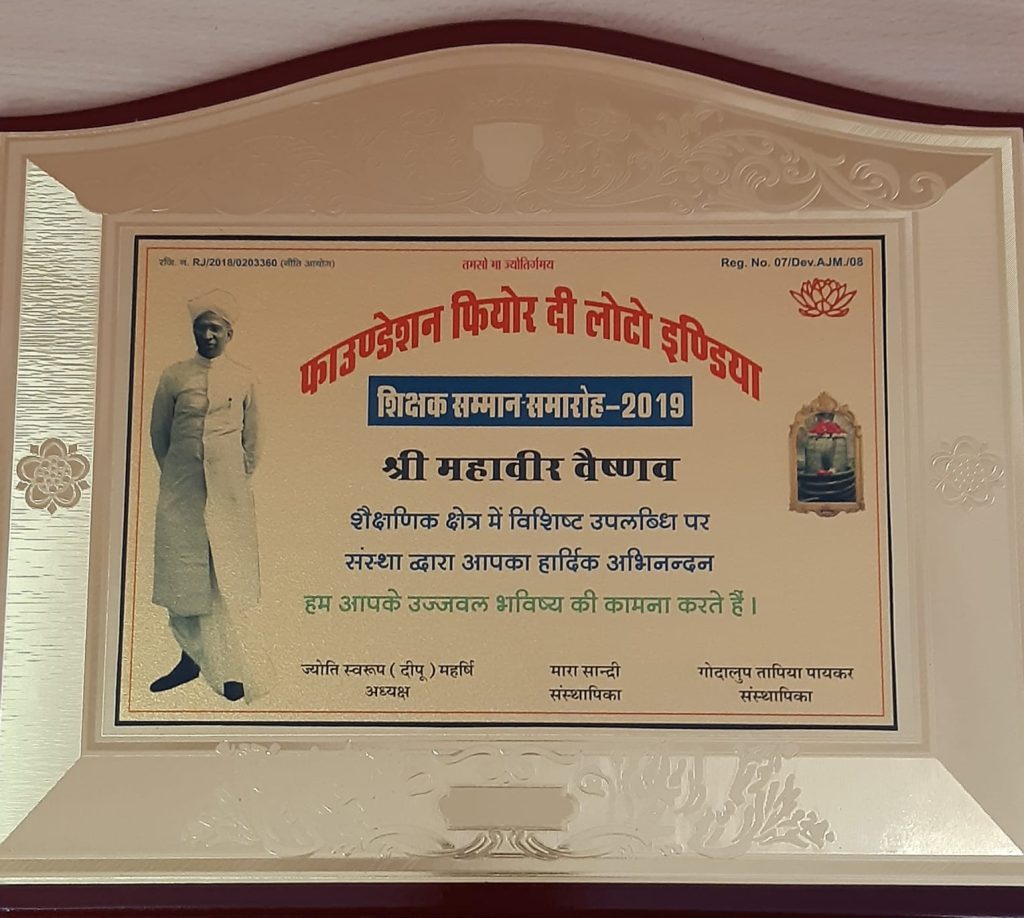 रजि. नं. RJ/2018/0203360 (नीति आयोग)
तमसो मा ज्योतिर्गमय
Reg. No. 07/Dev.AJM./08
फाउण्डेशन फियोर दी लोटो इण्डिया
शिक्षक सम्मान समारोह-2019
श्री महावीर वैष्णव
शैक्षणिक क्षेत्र में विशिष्ट उपलब्धि पर
संस्था द्वारा आपका हार्दिक अभिनन्दन
हम आपके उज्जवल भविष्य की कामना करते हैं।
ज्योति स्वरूप ( दीपू ) महर्षि
अध्यक्ष
मारा सान्द्री
संस्थापिका
गोदालुप तापिया पायकर
संस्थापिका